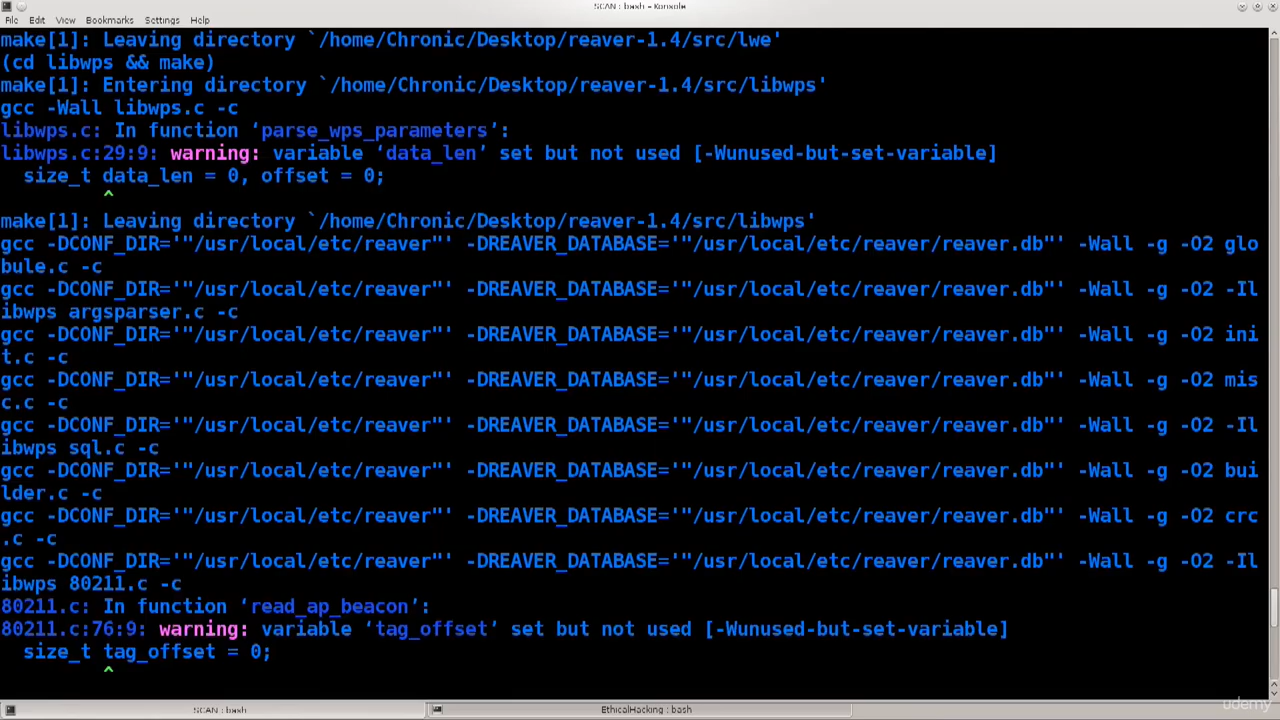 SCAN : bash – Konsole
File Edit View Bookmarks Settings Help
make[1]: Leaving directory `/home/Chronic/Desktop/reaver-1.4/src/lwe'
(cd libwps && make)
make[1]: Entering directory `/home/Chronic/Desktop/reaver-1.4/src/libwps'
gcc -Wall libwps.c -c
libwps.c: In function ‘parse_wps_parameters’:
libwps.c:29:9: warning: variable ‘data_len’ set but not used [-Wunused-but-set-variable]
  size_t data_len = 0, offset = 0;
         ^
make[1]: Leaving directory `/home/Chronic/Desktop/reaver-1.4/src/libwps'
gcc -DCONF_DIR='"/usr/local/etc/reaver"' -DREAVER_DATABASE='"/usr/local/etc/reaver/reaver.db"' -Wall -g -O2 glo
bule.c -c
gcc -DCONF_DIR='"/usr/local/etc/reaver"' -DREAVER_DATABASE='"/usr/local/etc/reaver/reaver.db"' -Wall -g -O2 -Il
ibwps argsparser.c -c
gcc -DCONF_DIR='"/usr/local/etc/reaver"' -DREAVER_DATABASE='"/usr/local/etc/reaver/reaver.db"' -Wall -g -O2 ini
t.c -c
gcc -DCONF_DIR='"/usr/local/etc/reaver"' -DREAVER_DATABASE='"/usr/local/etc/reaver/reaver.db"' -Wall -g -O2 mis
c.c -c
gcc -DCONF_DIR='"/usr/local/etc/reaver"' -DREAVER_DATABASE='"/usr/local/etc/reaver/reaver.db"' -Wall -g -O2 -Il
ibwps sql.c -c
gcc -DCONF_DIR='"/usr/local/etc/reaver"' -DREAVER_DATABASE='"/usr/local/etc/reaver/reaver.db"' -Wall -g -O2 bui
lder.c -c
gcc -DCONF_DIR='"/usr/local/etc/reaver"' -DREAVER_DATABASE='"/usr/local/etc/reaver/reaver.db"' -Wall -g -O2 crc
.c -c
gcc -DCONF_DIR='"/usr/local/etc/reaver"' -DREAVER_DATABASE='"/usr/local/etc/reaver/reaver.db"' -Wall -g -O2 -Il
ibwps 80211.c -c
80211.c: In function ‘read_ap_beacon’:
80211.c:76:9: warning: variable ‘tag_offset’ set but not used [-Wunused-but-set-variable]
  size_t tag_offset = 0;
         ^
SCAN : bash
EthicalHacking : bash
udemy